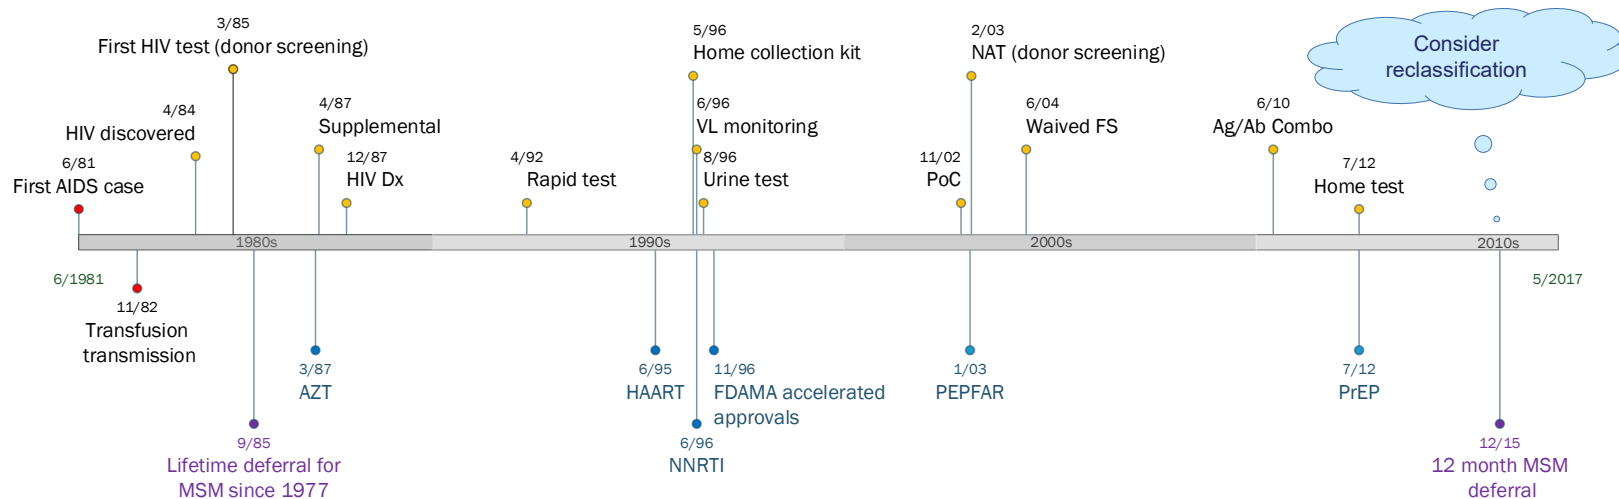 3/85
First HIV test (donor screening)
4/84
HIV discovered
6/81
First AIDS case
4/87
Supplemental
12/87
HIV Dx
4/92
Rapid test
5/96
Home collection kit
6/96
VL monitoring
8/96
Urine test
2/03
NAT (donor screening)
11/02
PoC
6/04
Waived FS
6/10
Ag/Ab Combo
7/12
Home test
Consider
reclassification
1980s
1990s
2000s
2010s
6/1981
5/2017
11/82
Transfusion
transmission
9/85
Lifetime deferral for
MSM since 1977
3/87
AZT
6/95
HAART
6/96
NNRTI
11/96
FDAMA accelerated
approvals
1/03
PEPFAR
7/12
PrEP
12/15
12 month MSM
deferral